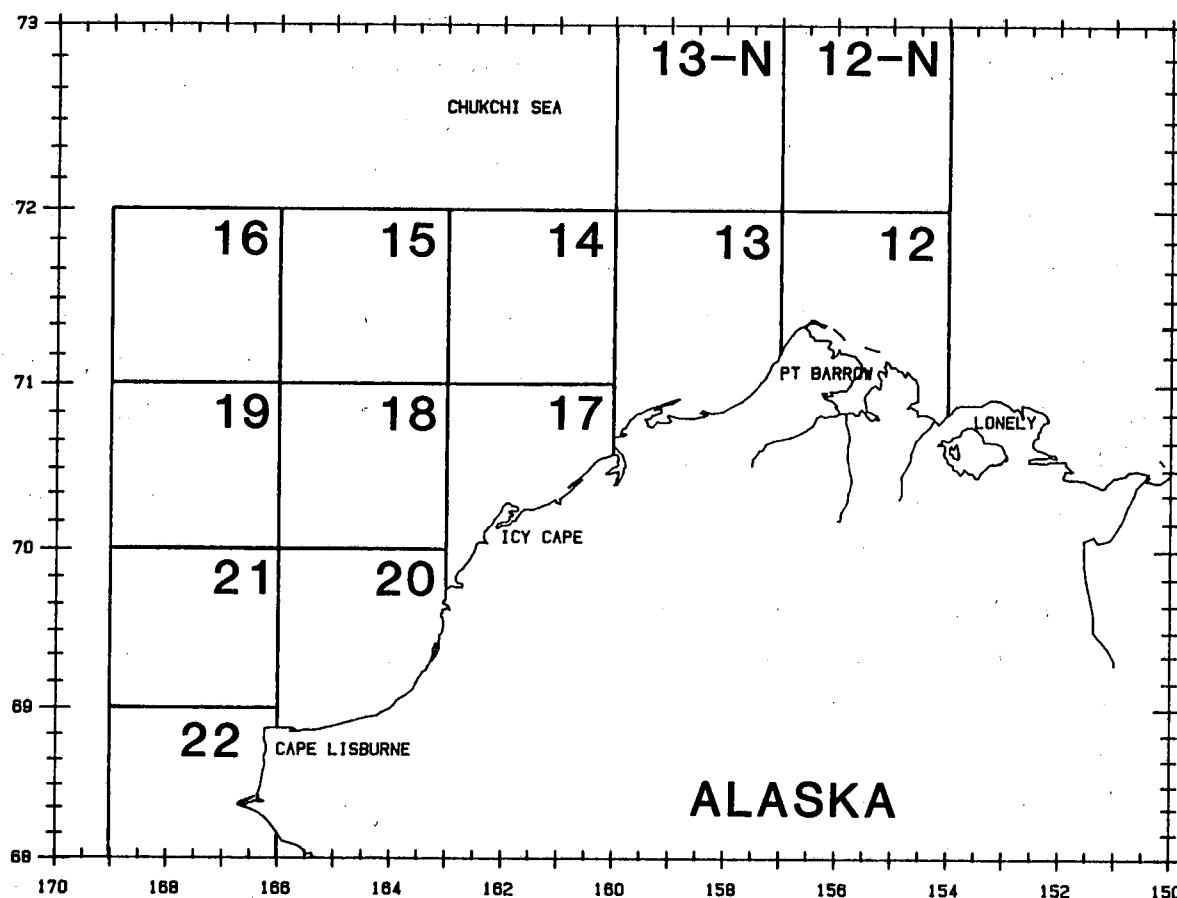 73
13-N 12-N
CHUKCHI SEA
72
16 15 14 13 12
71
PT BARROW
19 18 17
LONELY
ICY CAPE
70
21 20
69
22
CAPE LISBURNE
ALASKA
68
170 168 166 164 162 160 158 156 154 152 150